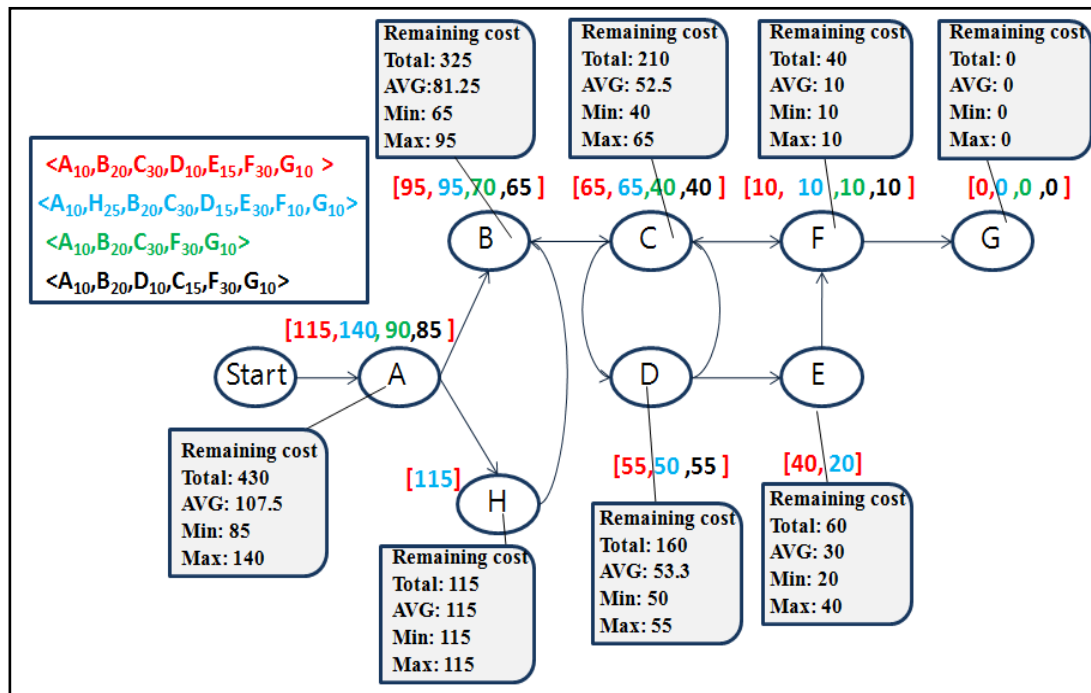 Remaining cost
Total: 325
AVG:81.25
Min: 65
Max: 95
Remaining cost
Total: 210
AVG: 52.5
Min: 40
Max: 65
Remaining cost
Total: 40
AVG: 10
Min: 10
Max: 10
Remaining cost
Total: 0
AVG: 0
Min: 0
Max: 0
<A10,B20,C30,D10,E15,F30,G10 >
<A10,H25,B20,C30,D15,E30,F10,G10>
<A10,B20,C30,F30,G10>
<A10,B20,D10,C15,F30,G10>
[95, 95,70 ,65 ]
[65, 65,40 ,40 ]
[10, 10 ,10 ,10 ]
[0,0 ,0 ,0 ]
B
C
F
G
[115,140, 90,85 ]
Start
A
D
E
[115]
H
[55,50 ,55 ]
[40, 20]
Remaining cost
Total: 430
AVG: 107.5
Min: 85
Max: 140
Remaining cost
Total: 115
AVG: 115
Min: 115
Max: 115
Remaining cost
Total: 160
AVG: 53.3
Min: 50
Max: 55
Remaining cost
Total: 60
AVG: 30
Min: 20
Max: 40